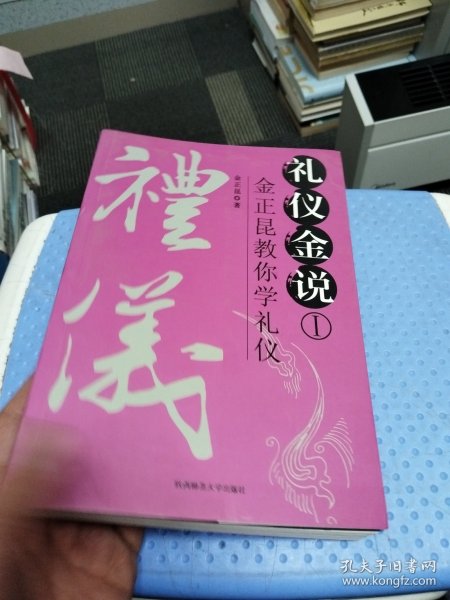 礼仪金说
Ⅰ
金正昆教你学礼仪
金正昆 著
禮儀
陕西师范大学出版社
孔夫子旧书网
www.kongfz.com